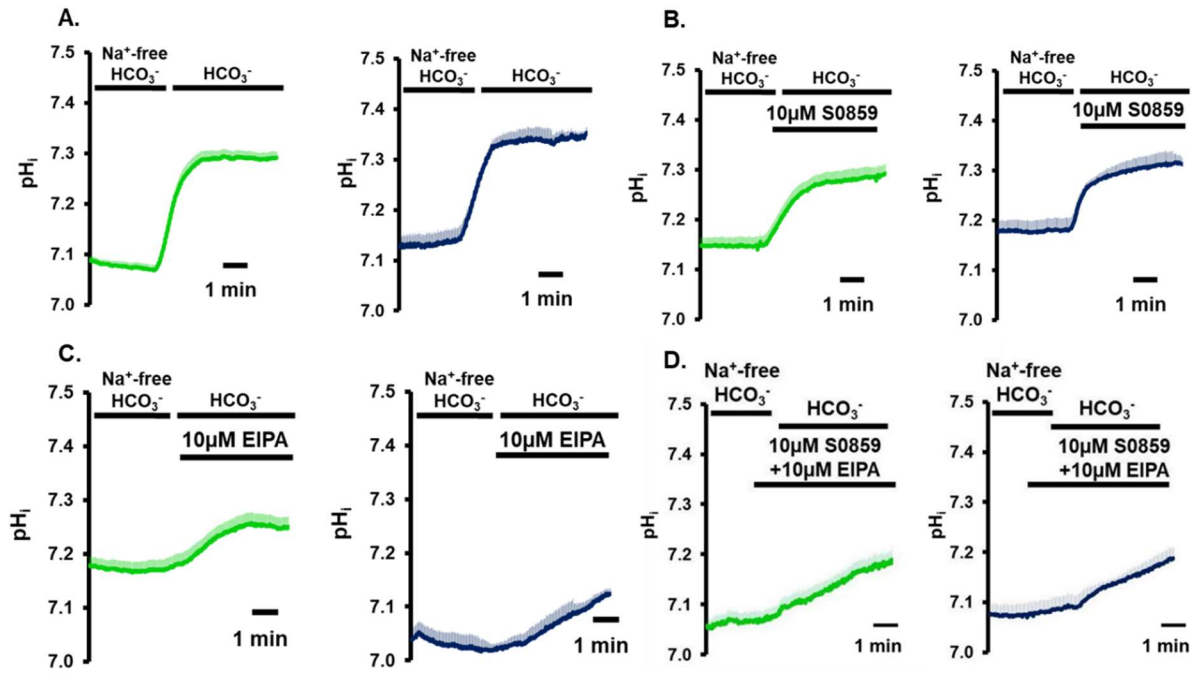 A.
Na⁺-free
HCO₃⁻
HCO₃⁻
7.5
7.4
7.3
7.2
7.1
7.0
pHᵢ
1 min
Na⁺-free
HCO₃⁻
HCO₃⁻
7.5
7.4
7.3
7.2
7.1
7.0
pHᵢ
1 min
B.
Na⁺-free
HCO₃⁻
HCO₃⁻
10µM S0859
7.5
7.4
7.3
7.2
7.1
7.0
pHᵢ
1 min
Na⁺-free
HCO₃⁻
HCO₃⁻
10µM S0859
7.5
7.4
7.3
7.2
7.1
7.0
pHᵢ
1 min
C.
Na⁺-free
HCO₃⁻
HCO₃⁻
10µM EIPA
7.5
7.4
7.3
7.2
7.1
7.0
pHᵢ
1 min
Na⁺-free
HCO₃⁻
HCO₃⁻
10µM EIPA
7.5
7.4
7.3
7.2
7.1
7.0
pHᵢ
1 min
D.
Na⁺-free
HCO₃⁻
HCO₃⁻
10µM S0859
+10µM EIPA
7.5
7.4
7.3
7.2
7.1
7.0
pHᵢ
1 min
Na⁺-free
HCO₃⁻
HCO₃⁻
10µM S0859
+10µM EIPA
7.5
7.4
7.3
7.2
7.1
7.0
pHᵢ
1 min